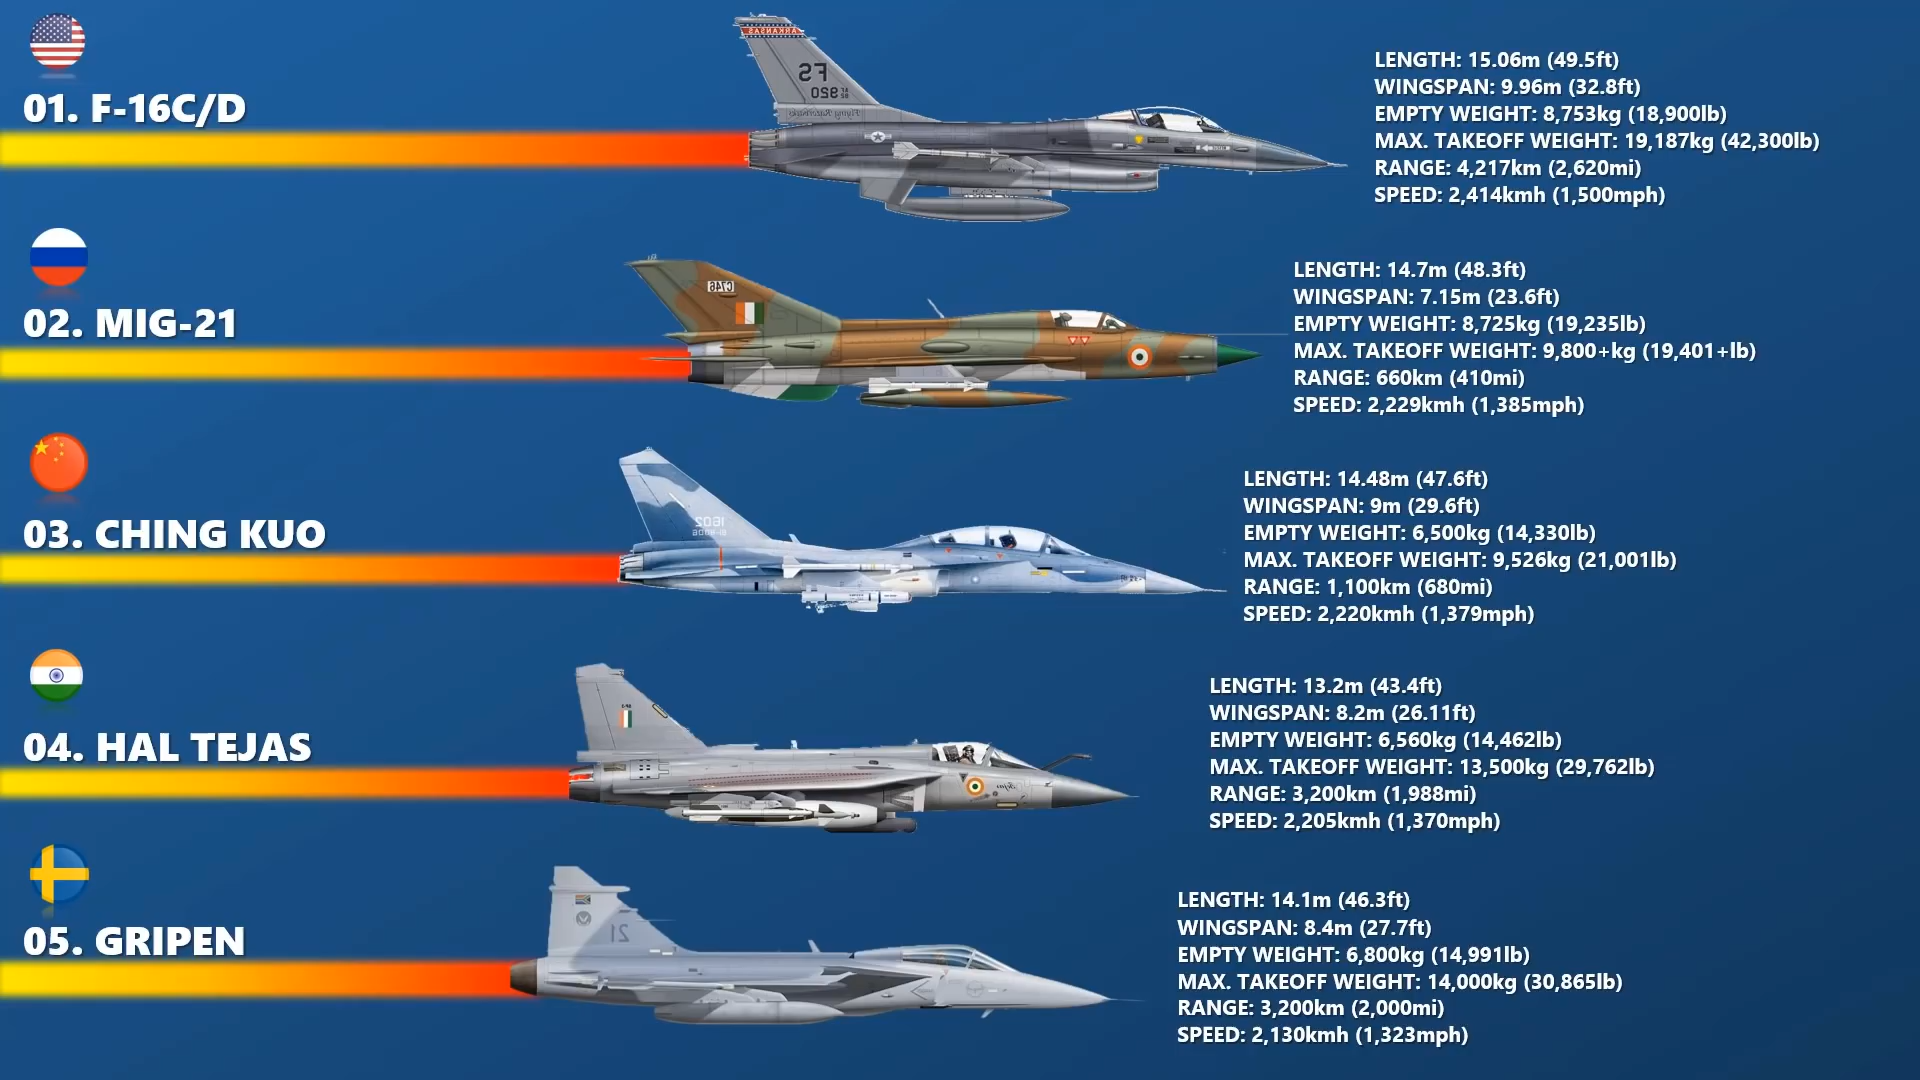 01. F-16C/D
ARKANSAS
FS
AF 86 820
LENGTH: 15.06m (49.5ft)
WINGSPAN: 9.96m (32.8ft)
EMPTY WEIGHT: 8,753kg (18,900lb)
MAX. TAKEOFF WEIGHT: 19,187kg (42,300lb)
RANGE: 4,217km (2,620mi)
SPEED: 2,414kmh (1,500mph)
02. MIG-21
C746
LENGTH: 14.7m (48.3ft)
WINGSPAN: 7.15m (23.6ft)
EMPTY WEIGHT: 8,725kg (19,235lb)
MAX. TAKEOFF WEIGHT: 9,800+kg (19,401+lb)
RANGE: 660km (410mi)
SPEED: 2,229kmh (1,385mph)
03. CHING KUO
1602
LENGTH: 14.48m (47.6ft)
WINGSPAN: 9m (29.6ft)
EMPTY WEIGHT: 6,500kg (14,330lb)
MAX. TAKEOFF WEIGHT: 9,526kg (21,001lb)
RANGE: 1,100km (680mi)
SPEED: 2,220kmh (1,379mph)
04. HAL TEJAS
LENGTH: 13.2m (43.4ft)
WINGSPAN: 8.2m (26.11ft)
EMPTY WEIGHT: 6,560kg (14,462lb)
MAX. TAKEOFF WEIGHT: 13,500kg (29,762lb)
RANGE: 3,200km (1,988mi)
SPEED: 2,205kmh (1,370mph)
05. GRIPEN
21
LENGTH: 14.1m (46.3ft)
WINGSPAN: 8.4m (27.7ft)
EMPTY WEIGHT: 6,800kg (14,991lb)
MAX. TAKEOFF WEIGHT: 14,000kg (30,865lb)
RANGE: 3,200km (2,000mi)
SPEED: 2,130kmh (1,323mph)